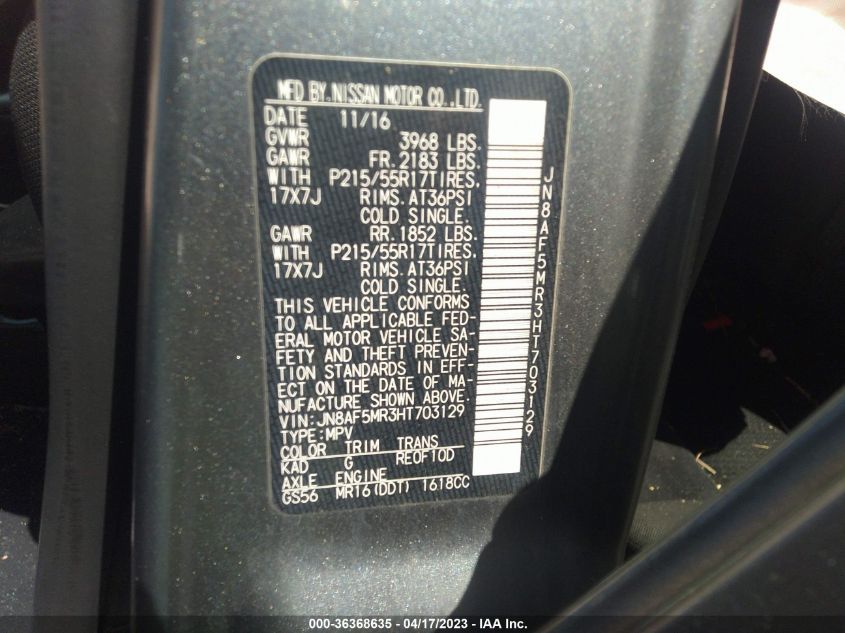 MFD BY.NISSAN MOTOR CO.,LTD.
DATE 11/16
GVWR 3968 LBS.
GAWR FR. 2183 LBS.
WITH P215/55R17TIRES.
17X7J RIMS. AT36PSI
COLD SINGLE.
GAWR RR. 1852 LBS.
WITH P215/55R17TIRES.
17X7J RIMS. AT36PSI
COLD SINGLE.
THIS VEHICLE CONFORMS
TO ALL APPLICABLE FED-
ERAL MOTOR VEHICLE SA-
FETY AND THEFT PREVEN-
TION STANDARDS IN EFF-
ECT ON THE DATE OF MA-
NUFACTURE SHOWN ABOVE.
VIN:JN8AF5MR3HT703129
TYPE:MPV
COLOR TRIM TRANS
KAD G RE0F10D
AXLE ENGINE
GS56 MR16(DDT) 1618CC
JN8AF5MR3HT703129
000-36368635 - 04/17/2023 - IAA Inc.